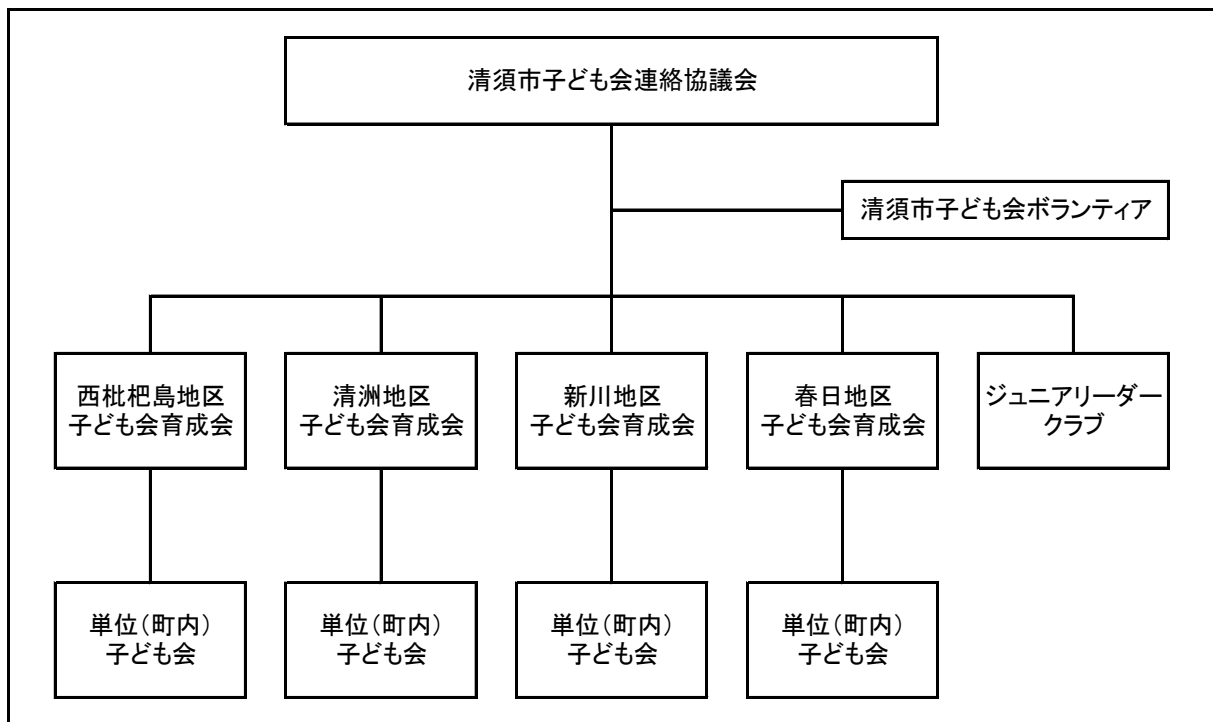 清須市子ども会連絡協議会
清須市子ども会ボランティア
西枇杷島地区
子ども会育成会
清洲地区
子ども会育成会
新川地区
子ども会育成会
春日地区
子ども会育成会
ジュニアリーダー
クラブ
単位(町内)
子ども会
単位(町内)
子ども会
単位(町内)
子ども会
単位(町内)
子ども会